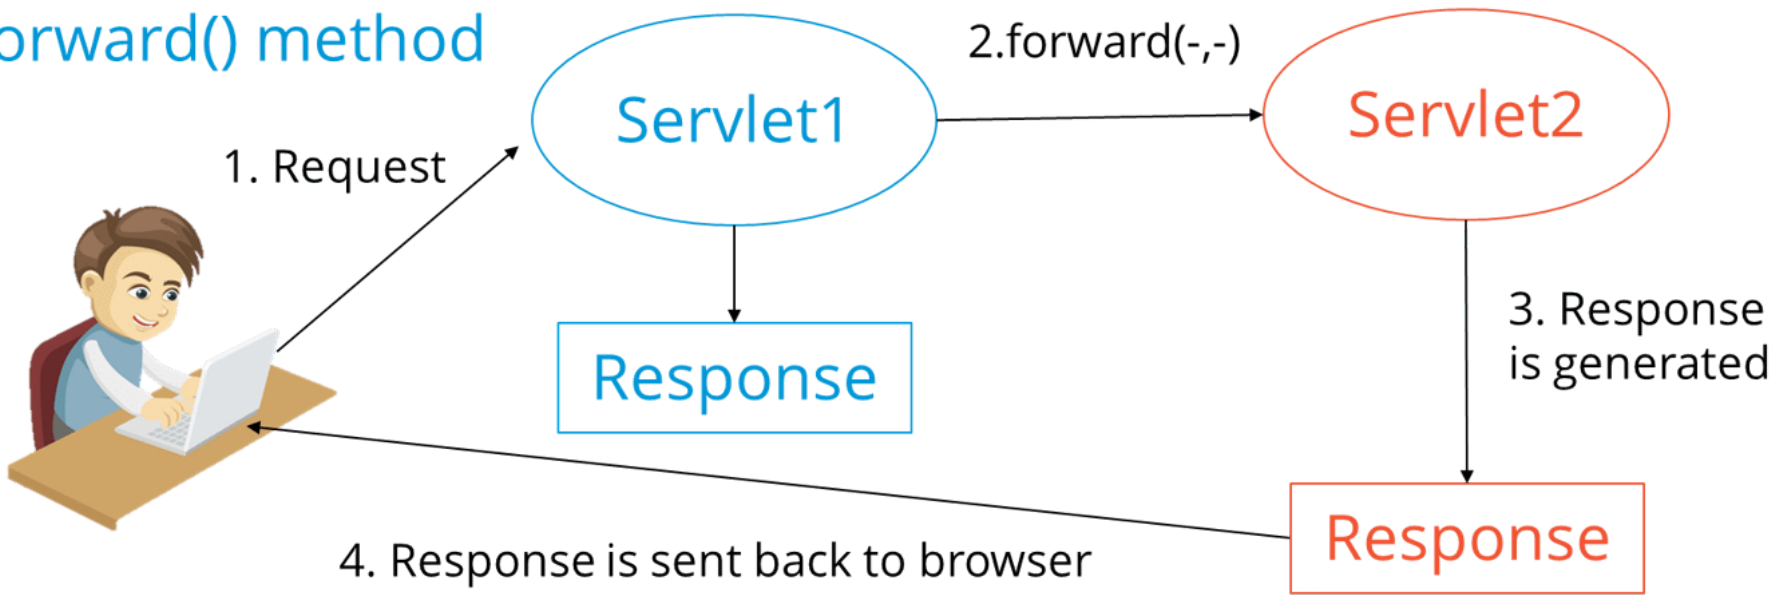 orward() method
2.forward(-,-)
Servlet1
Servlet2
1. Request
3. Response
is generated
Response
Response
4. Response is sent back to browser